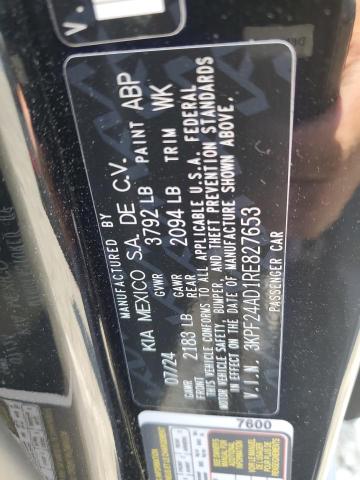 MANUFACTURED BY
KIA MEXICO S.A. DE C.V.
07/24 GVWR 3792 LB PAINT ABP
GAWR FRONT 2183 LB GAWR REAR 2094 LB TRIM WK
THIS VEHICLE CONFORMS TO ALL APPLICABLE U.S.A. FEDERAL
MOTOR VEHICLE SAFETY, BUMPER, AND THEFT PREVENTION STANDARDS
IN EFFECT ON THE DATE OF MANUFACTURE SHOWN ABOVE.
V.I.N. 3KPF24AD1RE827653
PASSENGER CAR
7600
V.